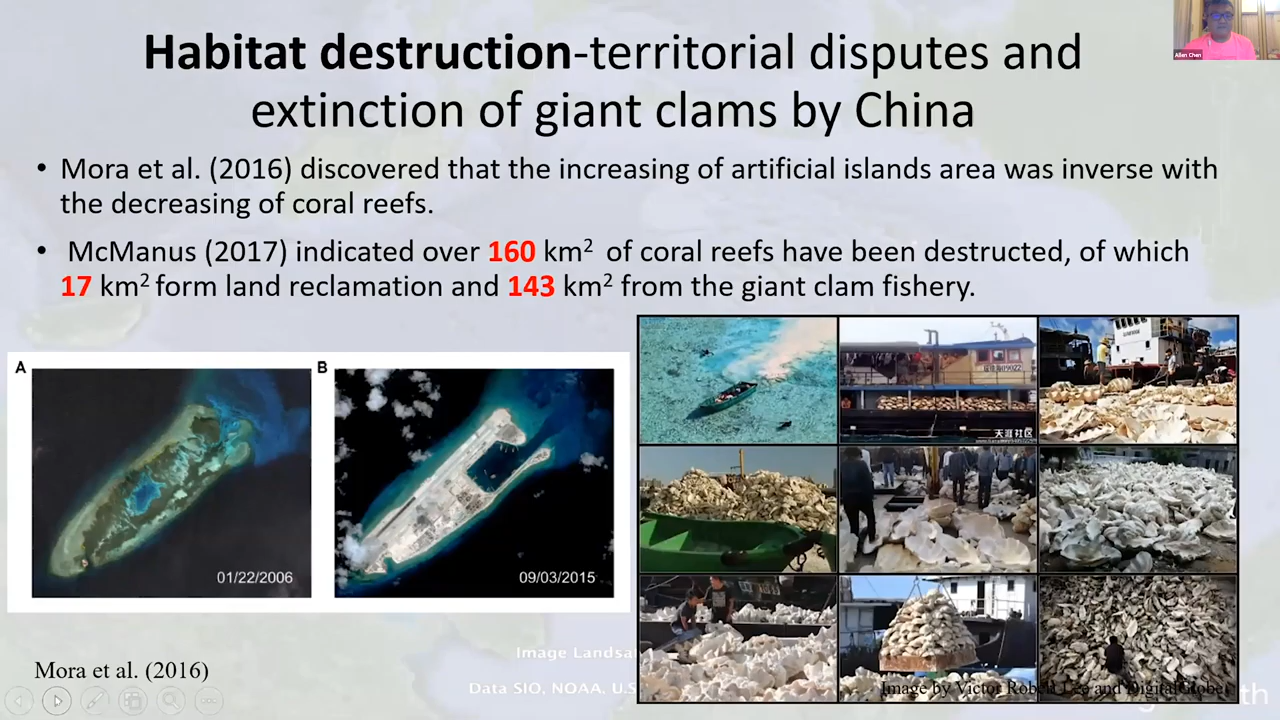 Habitat destruction-territorial disputes and
extinction of giant clams by China
Allen Chen
• Mora et al. (2016) discovered that the increasing of artificial islands area was inverse with
the decreasing of coral reefs.
• McManus (2017) indicated over 160 km² of coral reefs have been destructed, of which
17 km² form land reclamation and 143 km² from the giant clam fishery.
A
B
01/22/2006
09/03/2015
天涯社区
Mora et al. (2016)
Image Landsa
Data SIO, NOAA, U.S
Image by Victor Robert Lee and DigitalGlobe